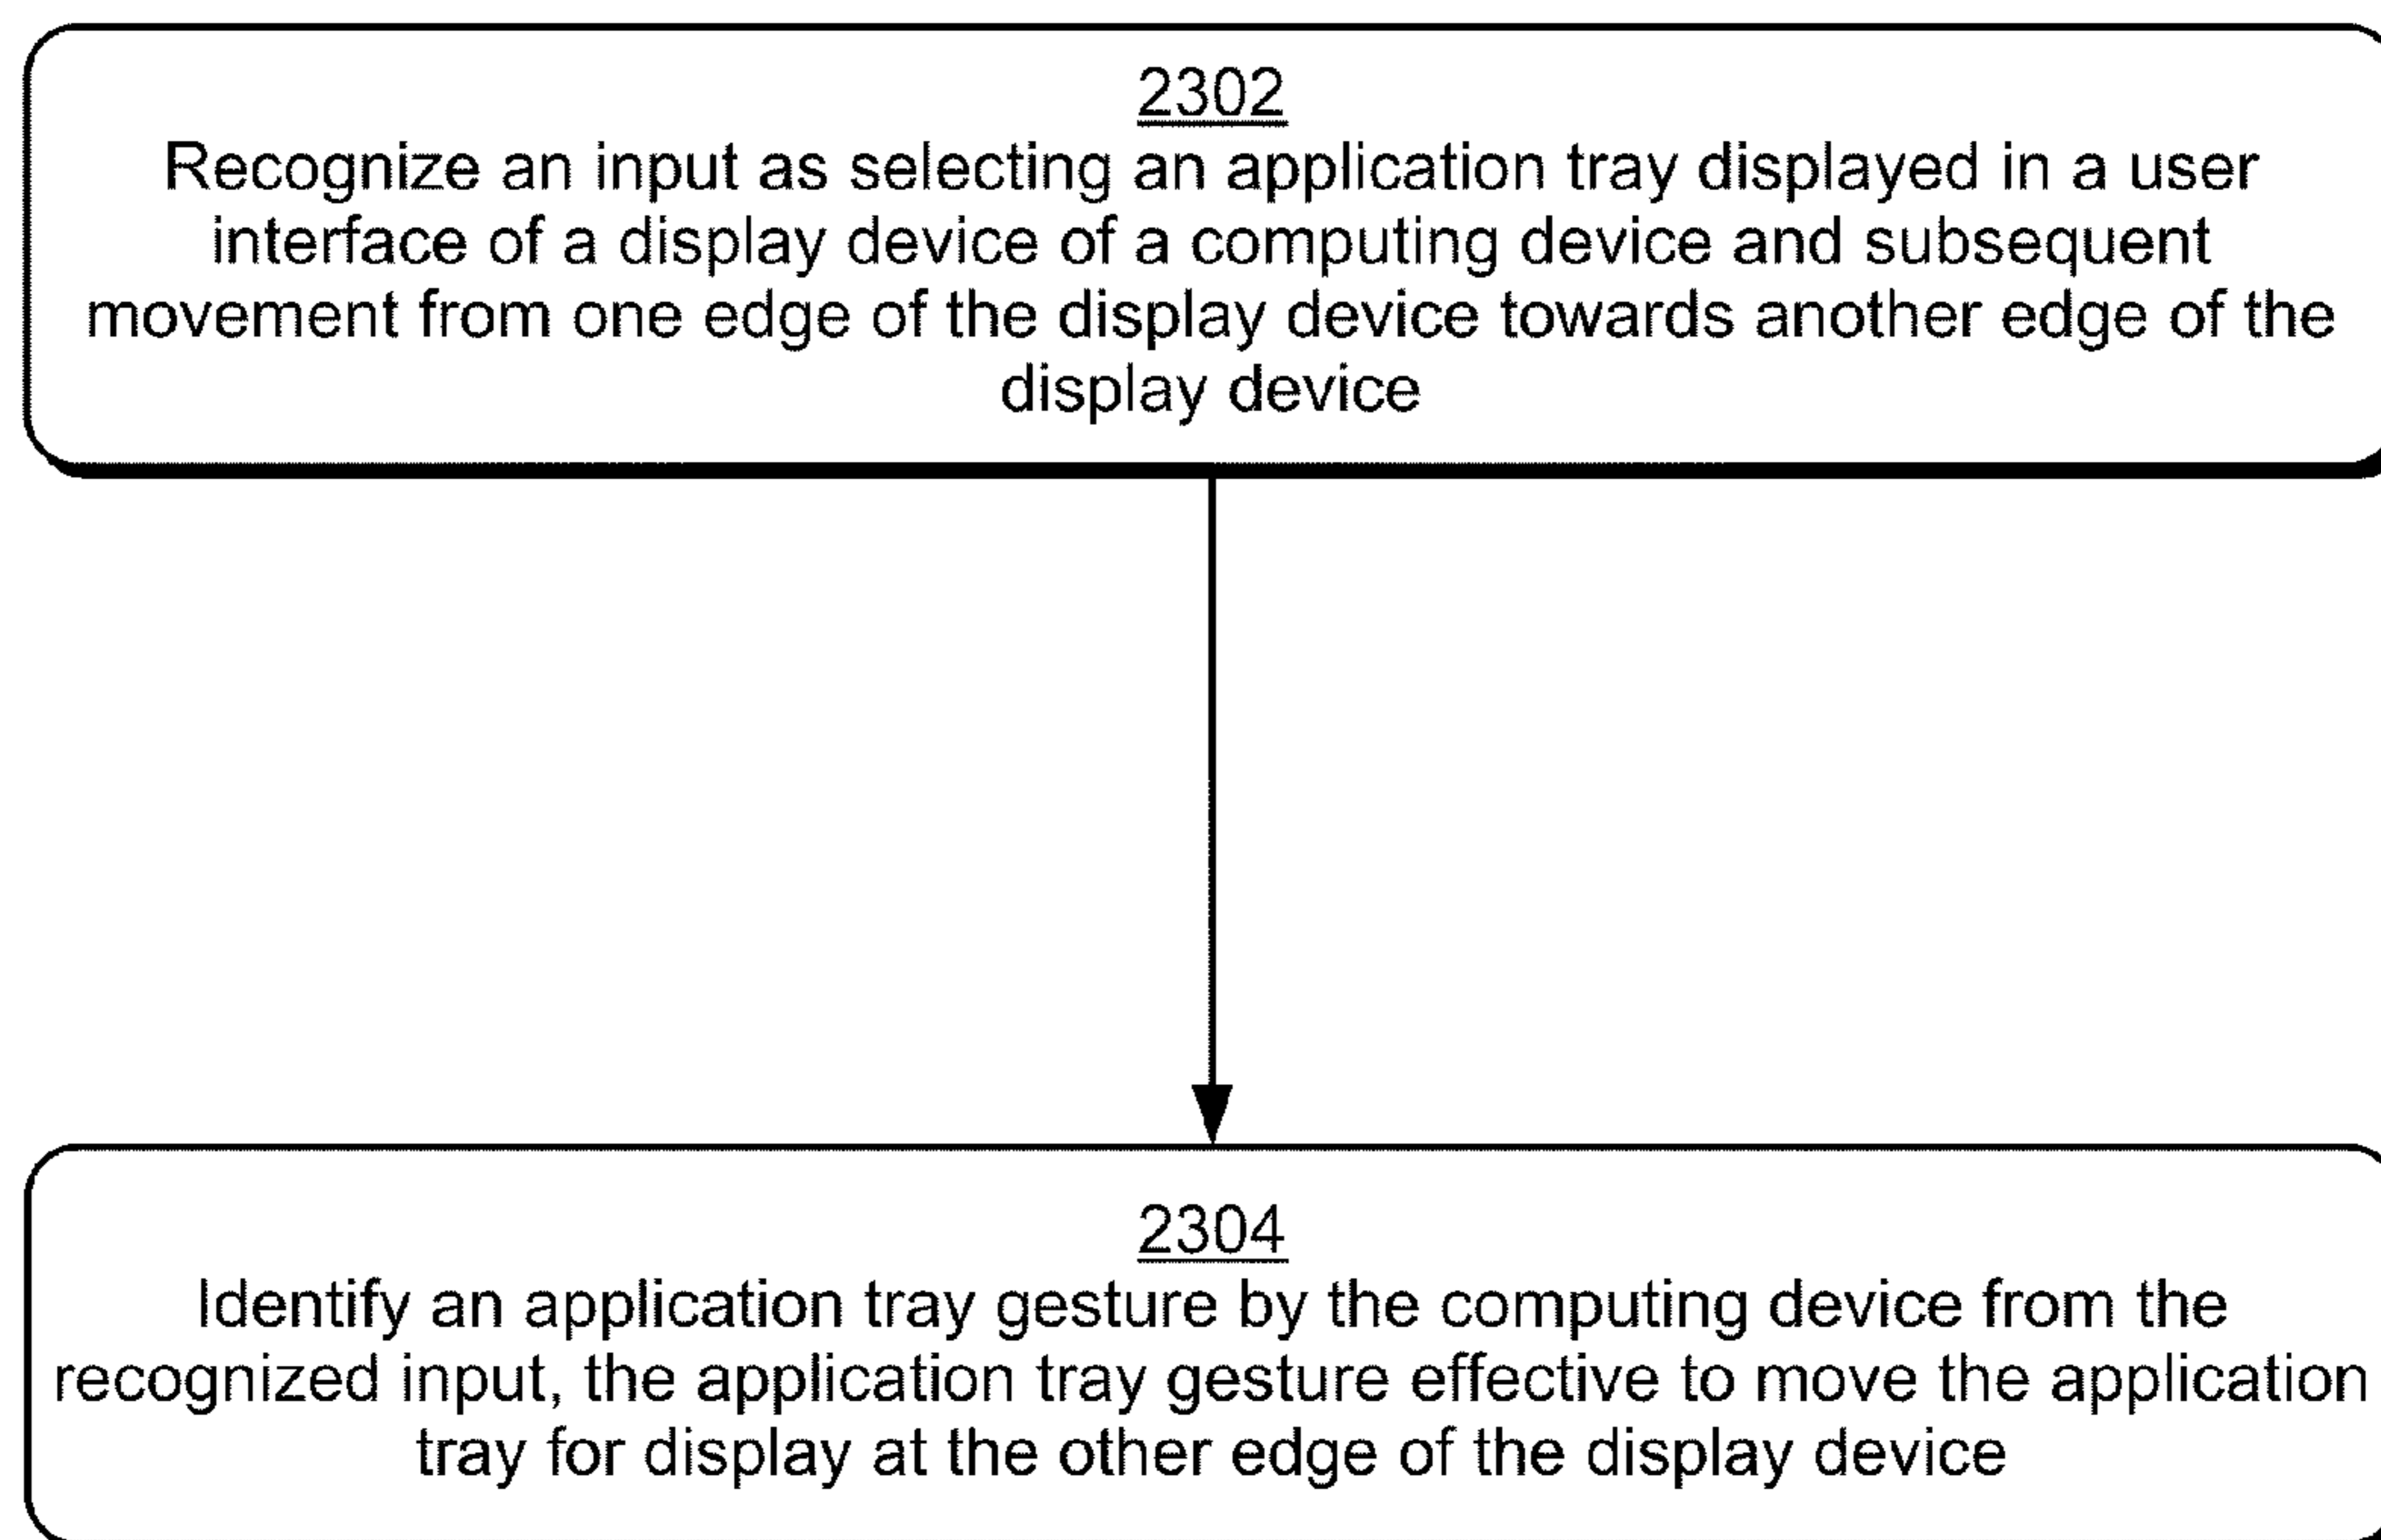 2302
Recognize an input as selecting an application tray displayed in a user
interface of a display device of a computing device and subsequent
movement from one edge of the display device towards another edge of the
display device
2304
Identify an application tray gesture by the computing device from the
recognized input, the application tray gesture effective to move the application
tray for display at the other edge of the display device